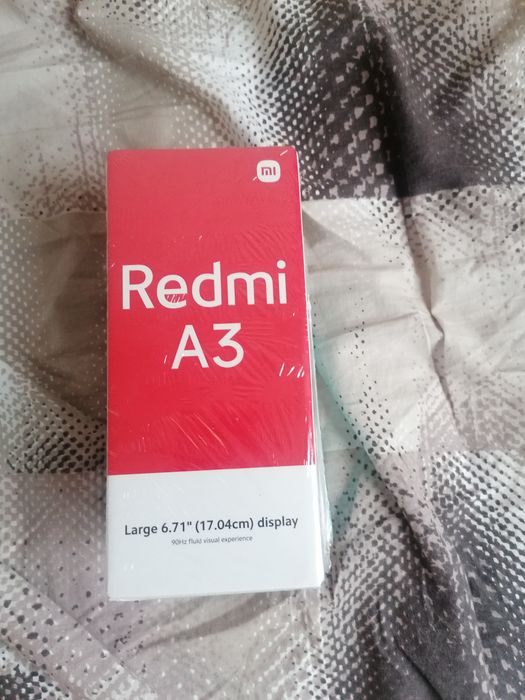 mi
Redmi
A3
Large 6.71" (17.04cm) display
90Hz fluid visual experience